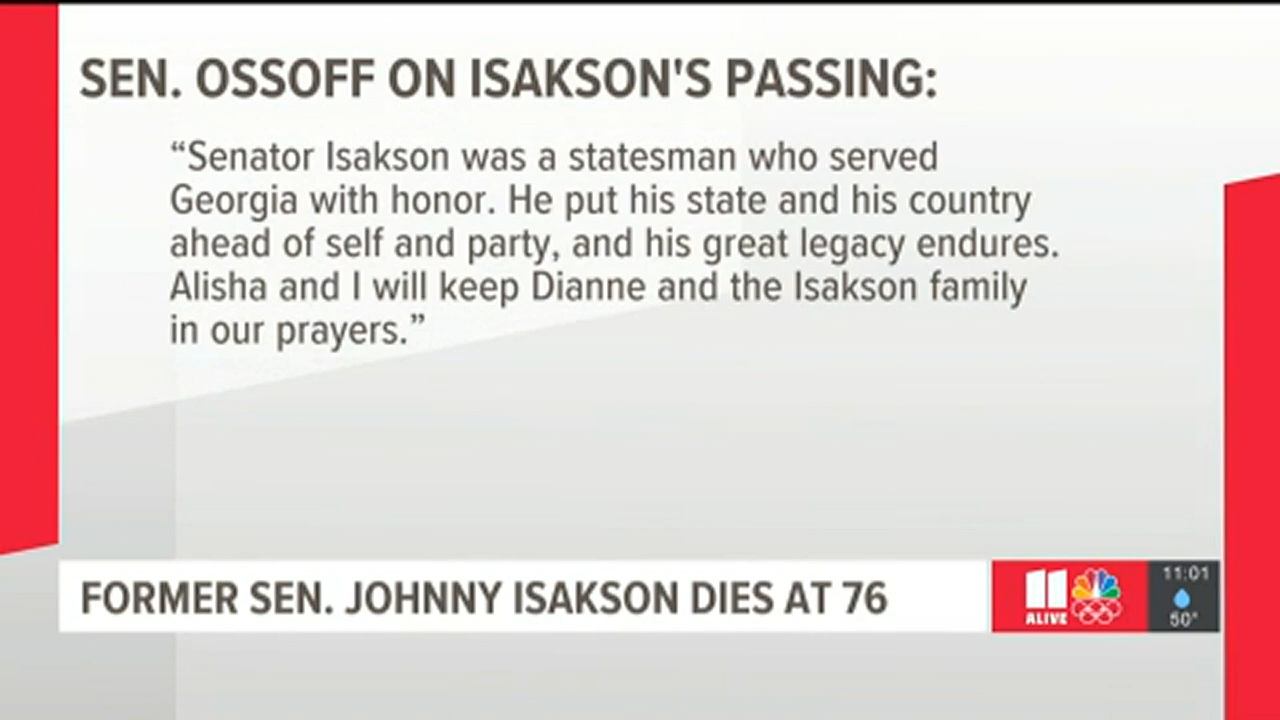 SEN. OSSOFF ON ISAKSON'S PASSING:
“Senator Isakson was a statesman who served
Georgia with honor. He put his state and his country
ahead of self and party, and his great legacy endures.
Alisha and I will keep Dianne and the Isakson family
in our prayers.”
FORMER SEN. JOHNNY ISAKSON DIES AT 76
11
ALIVE
11:01
50°